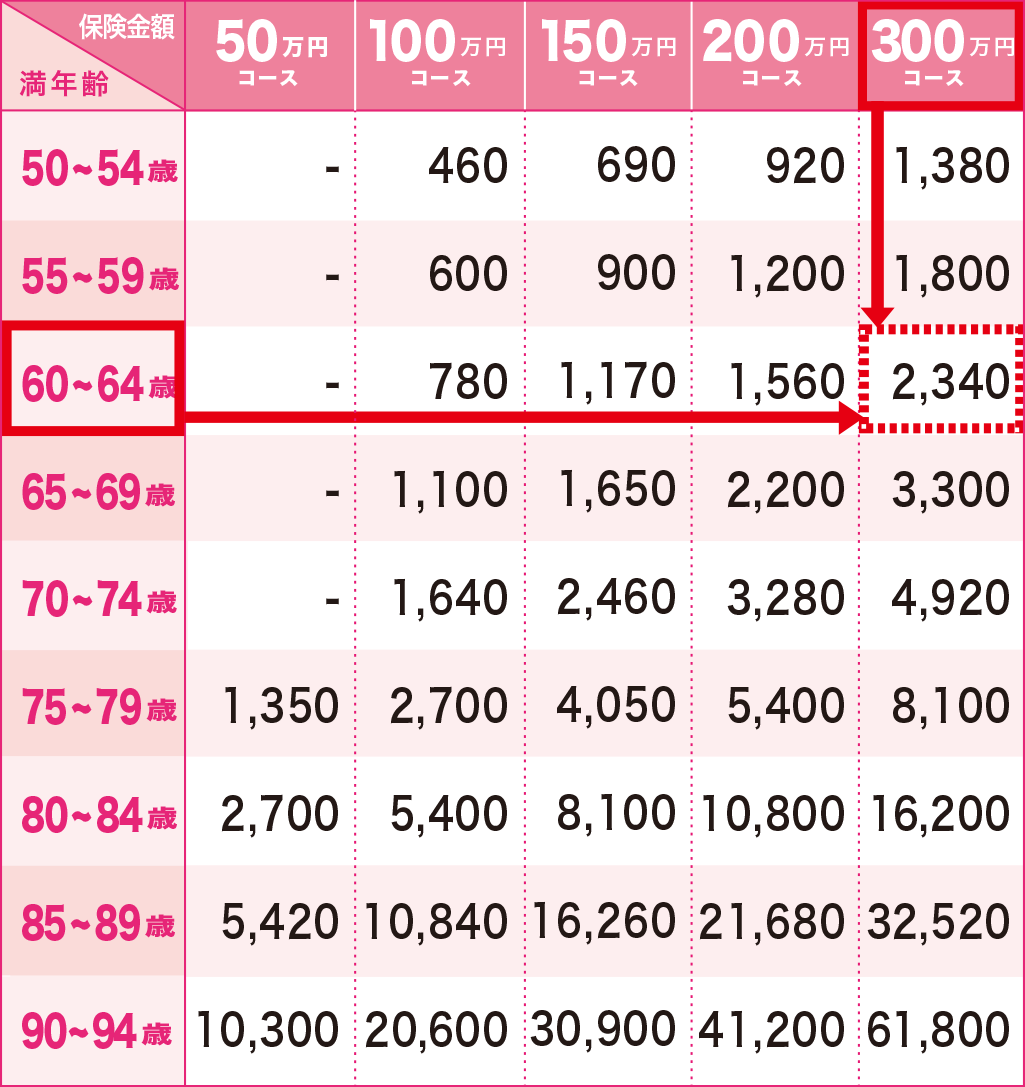 保険金額
満年齢
50万円コース 100万円コース 150万円コース 200万円コース 300万円コース
50~54歳 - 460 690 920 1,380
55~59歳 - 600 900 1,200 1,800
60~64歳 - 780 1,170 1,560 2,340
65~69歳 - 1,100 1,650 2,200 3,300
70~74歳 - 1,640 2,460 3,280 4,920
75~79歳 1,350 2,700 4,050 5,400 8,100
80~84歳 2,700 5,400 8,100 10,800 16,200
85~89歳 5,420 10,840 16,260 21,680 32,520
90~94歳 10,300 20,600 30,900 41,200 61,800